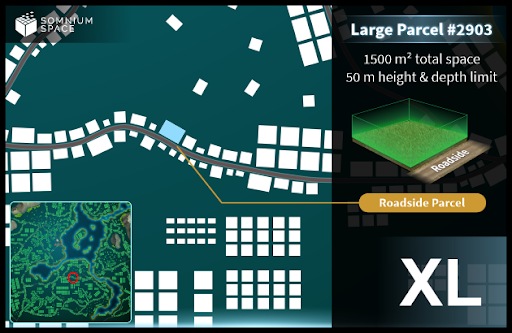 SOMNIUM
SPACE
Large Parcel #2903
1500 m² total space
50 m height & depth limit
Roadside
Roadside Parcel
XL